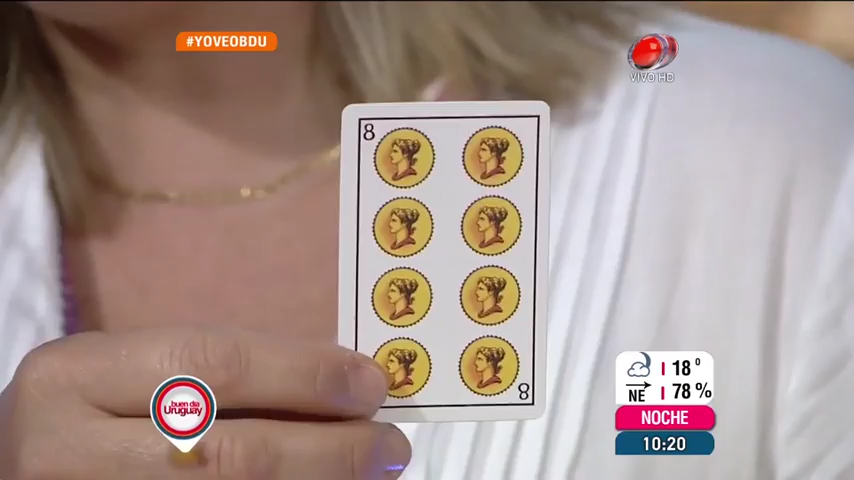 #YOVEOBDU
VIVO HD
8
8
buen día
Uruguay
18°
NE 78%
NOCHE
10:20